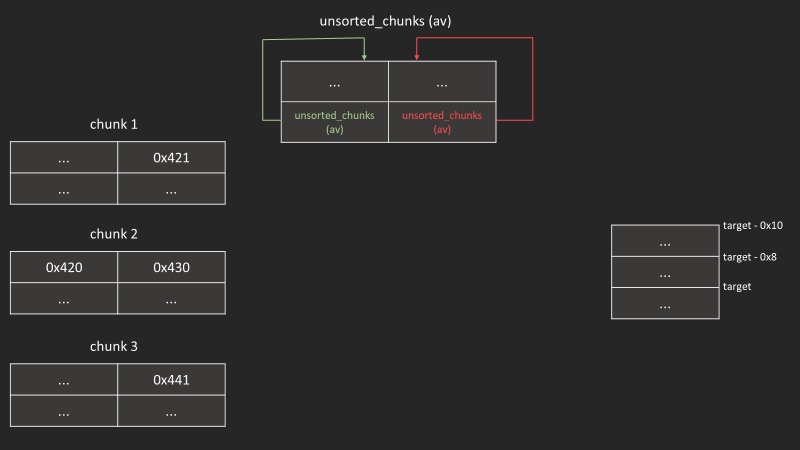 unsorted_chunks (av)
... ...
unsorted_chunks
(av)
unsorted_chunks
(av)
chunk 1
... 0x421
... ...
chunk 2
0x420 0x430
... ...
chunk 3
... 0x441
... ...
target - 0x10
...
target - 0x8
...
target
...